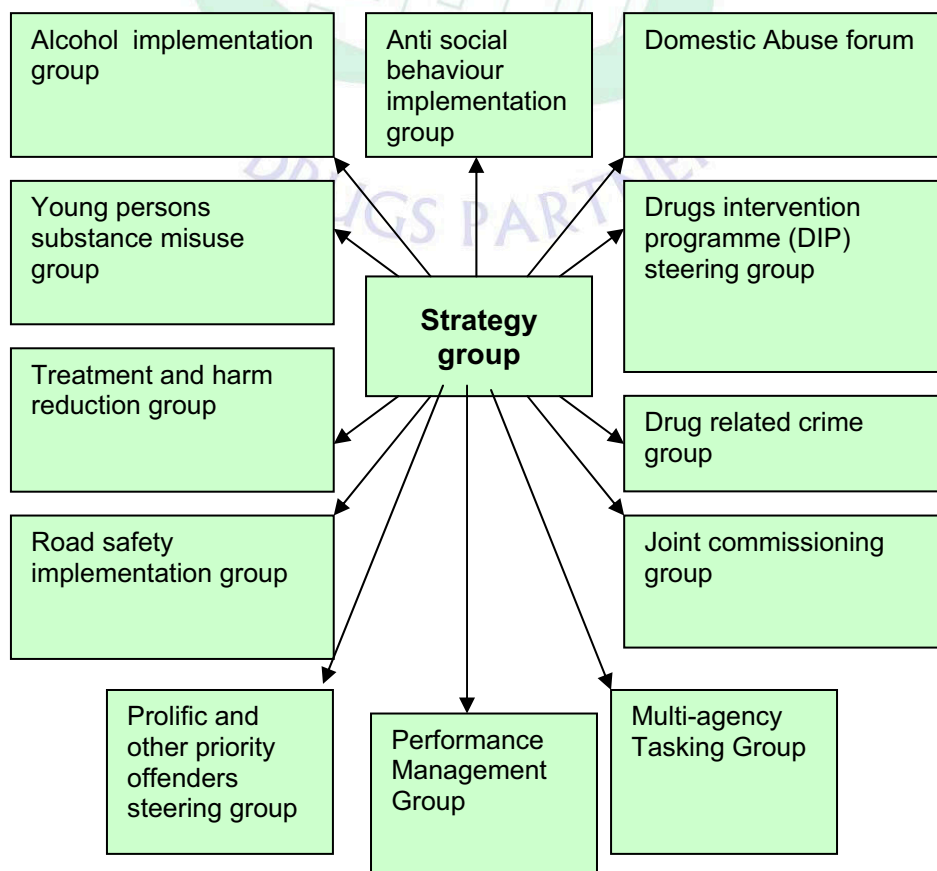 Alcohol implementation
group
Anti social
behaviour
implementation
group
Domestic Abuse forum
DRUGS PARTNER
Young persons
substance misuse
group
Drugs intervention
programme (DIP)
steering group
Strategy
group
Treatment and harm
reduction group
Drug related crime
group
Road safety
implementation group
Joint commissioning
group
Prolific and
other priority
offenders
steering group
Performance
Management
Group
Multi-agency
Tasking Group